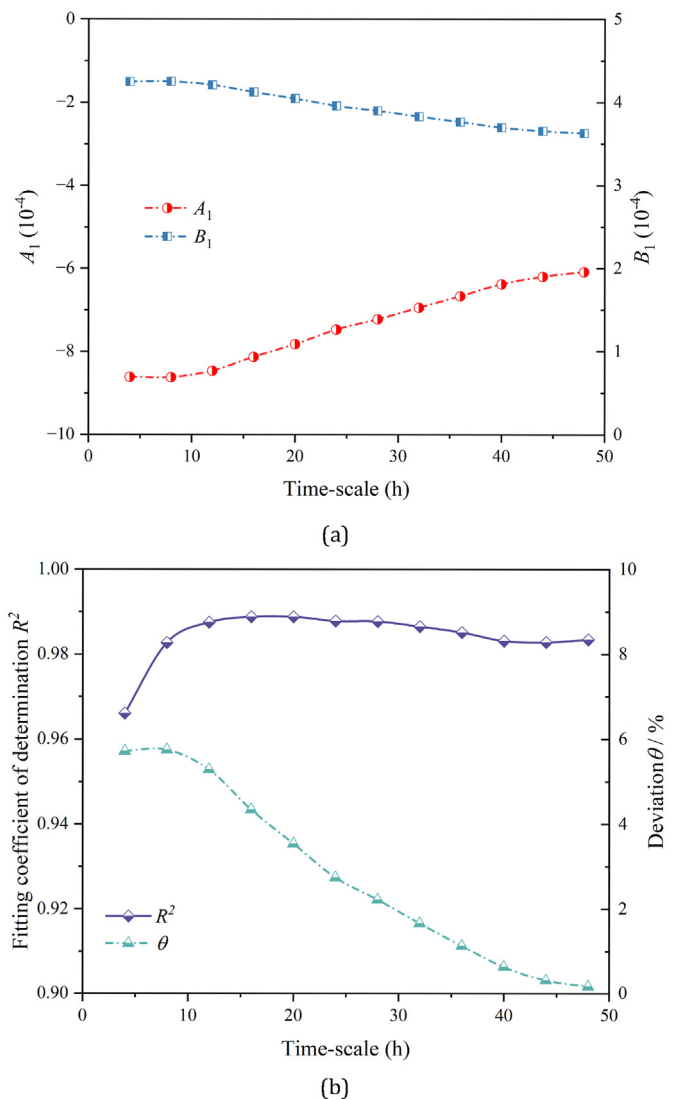 0
−2
−4
−6
−8
−10
A₁ (10⁻⁴)
5
4
3
2
1
0
B₁ (10⁻⁴)
A₁
B₁
0 10 20 30 40 50
Time-scale (h)
(a)
1.00
0.98
0.96
0.94
0.92
0.90
Fitting coefficient of determination R²
10
8
6
4
2
0
Deviation θ / %
R²
θ
0 10 20 30 40 50
Time-scale (h)
(b)